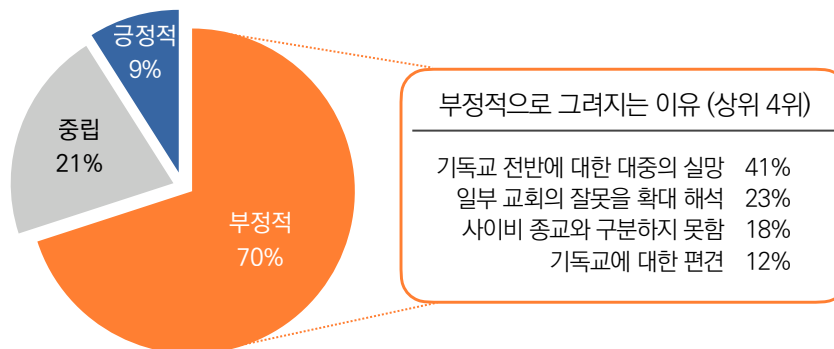 긍정적
9%
중립
21%
부정적
70%
부정적으로 그려지는 이유 (상위 4위)
기독교 전반에 대한 대중의 실망 41%
일부 교회의 잘못을 확대 해석 23%
사이비 종교와 구분하지 못함 18%
기독교에 대한 편견 12%